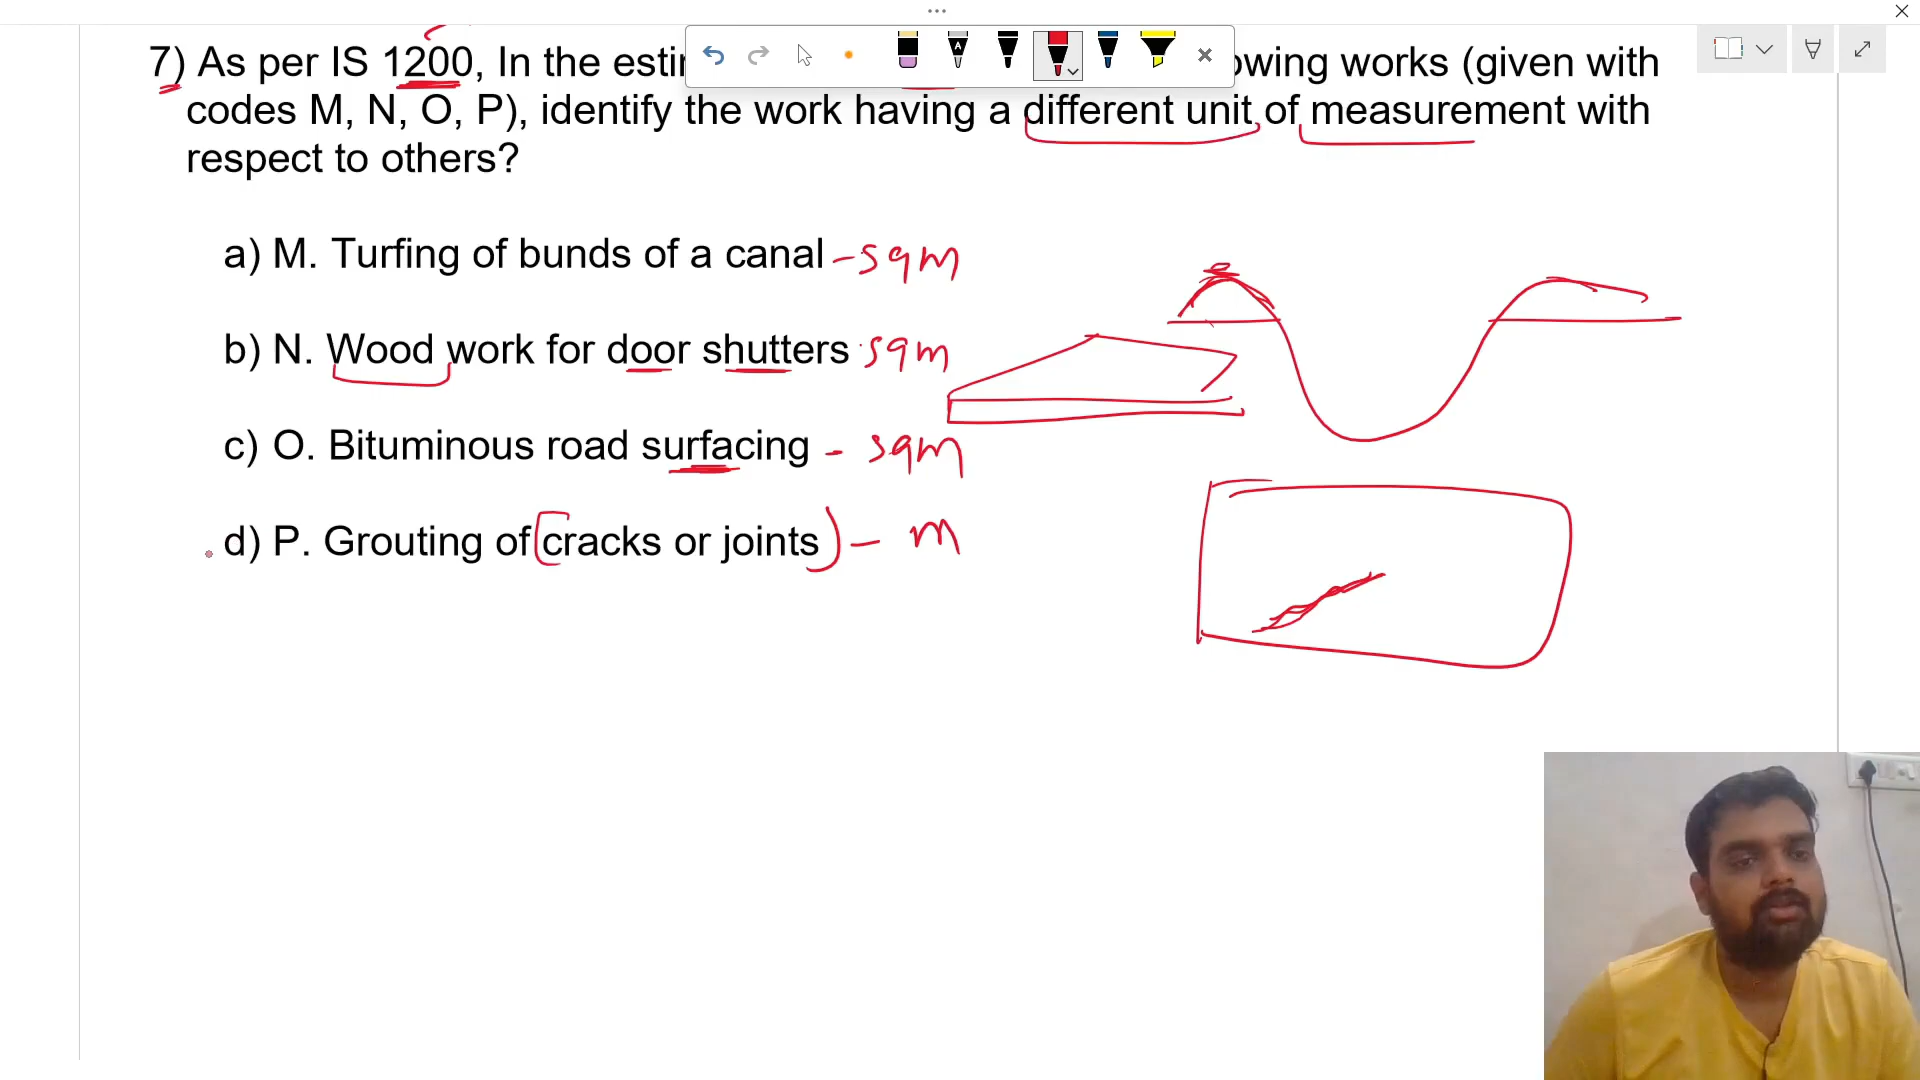 7) As per IS 1200, In the esti owing works (given with
codes M, N, O, P), identify the work having a different unit of measurement with
respect to others?
a) M. Turfing of bunds of a canal - sqm
b) N. Wood work for door shutters sqm
c) O. Bituminous road surfacing - sqm
d) P. Grouting of cracks or joints - m